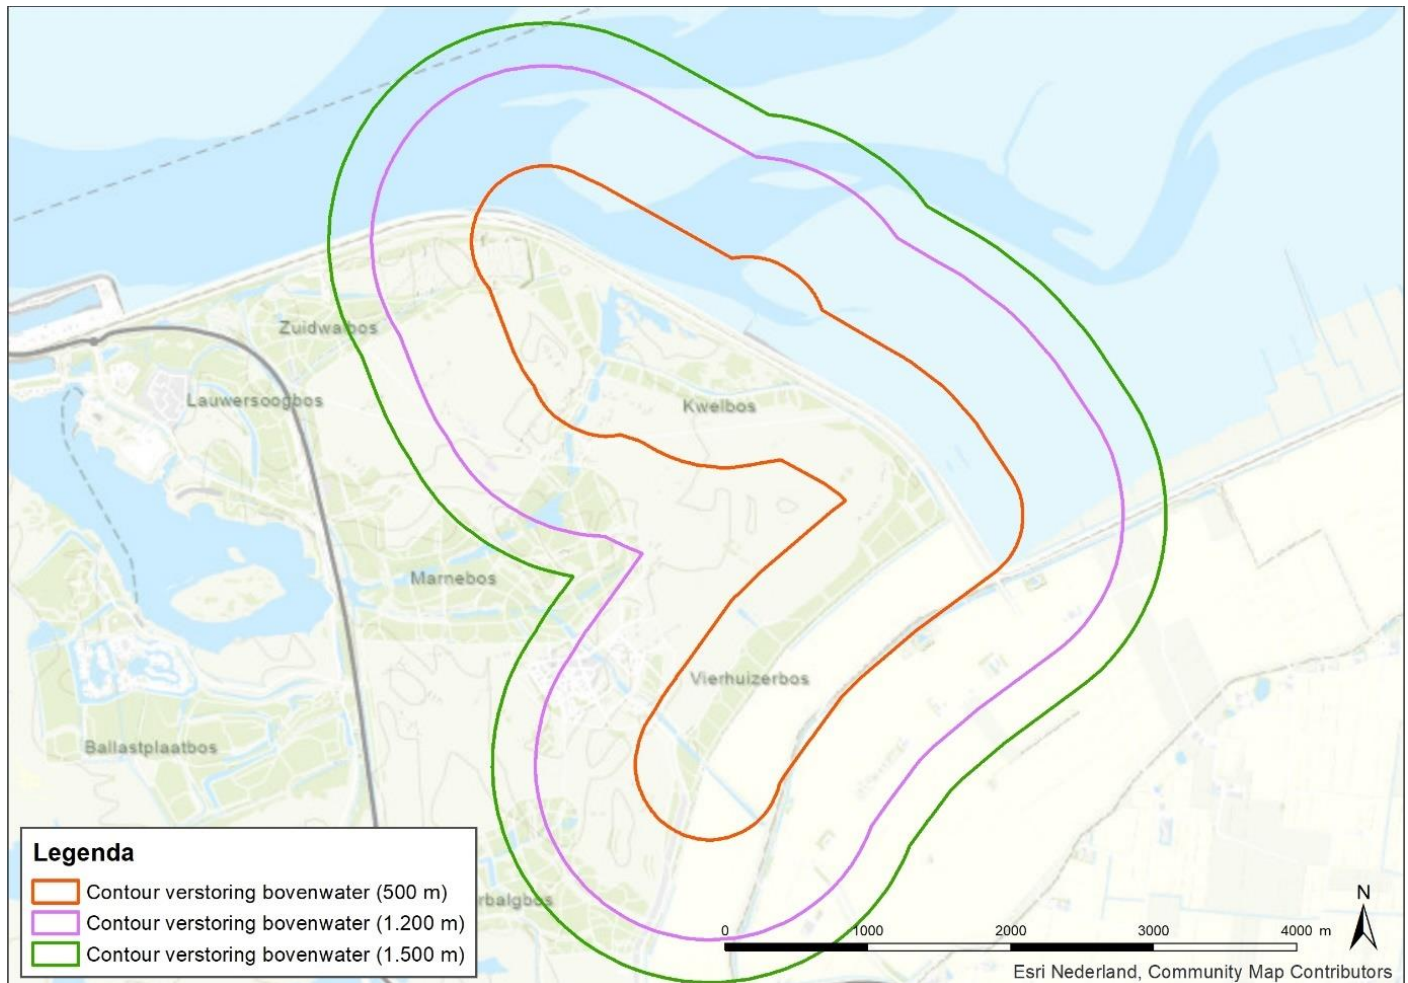 Zuidwalbos
Lauwersoogbos
Kwelbos
Marnebos
Vierhuizerbos
Ballastplaatbos
rbalgbos
Legenda
Contour verstoring bovenwater (500 m)
Contour verstoring bovenwater (1.200 m)
Contour verstoring bovenwater (1.500 m)
N
0 1000 2000 3000 4000 m
Esri Nederland, Community Map Contributors